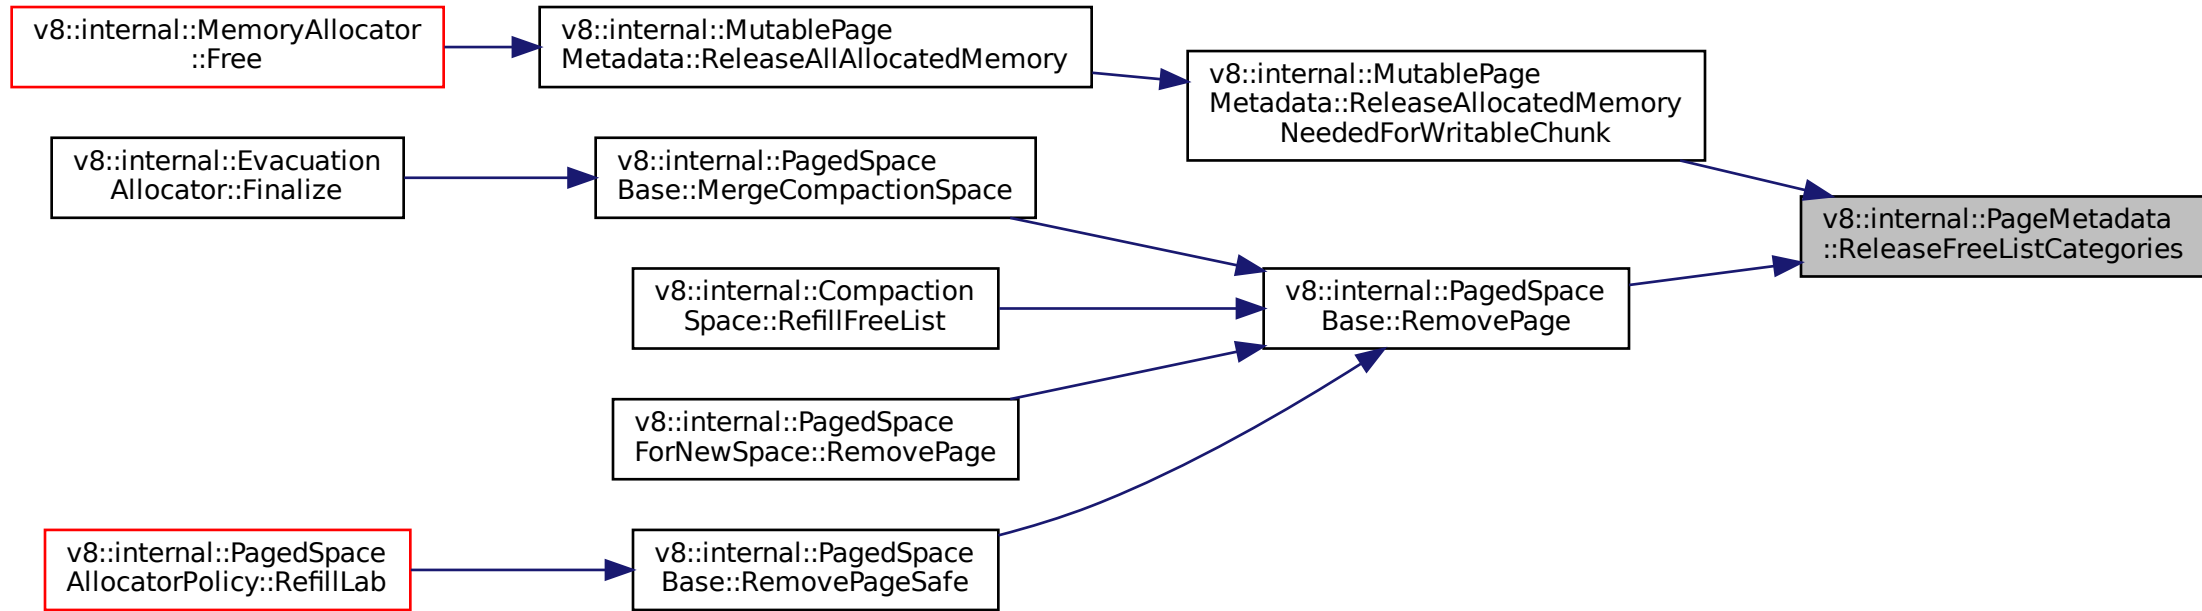 v8::internal::MemoryAllocator
::Free
v8::internal::MutablePage
Metadata::ReleaseAllAllocatedMemory
v8::internal::MutablePage
Metadata::ReleaseAllocatedMemory
NeededForWritableChunk
v8::internal::Evacuation
Allocator::Finalize
v8::internal::PagedSpace
Base::MergeCompactionSpace
v8::internal::PageMetadata
::ReleaseFreeListCategories
v8::internal::Compaction
Space::RefillFreeList
v8::internal::PagedSpace
Base::RemovePage
v8::internal::PagedSpace
ForNewSpace::RemovePage
v8::internal::PagedSpace
AllocatorPolicy::RefillLab
v8::internal::PagedSpace
Base::RemovePageSafe